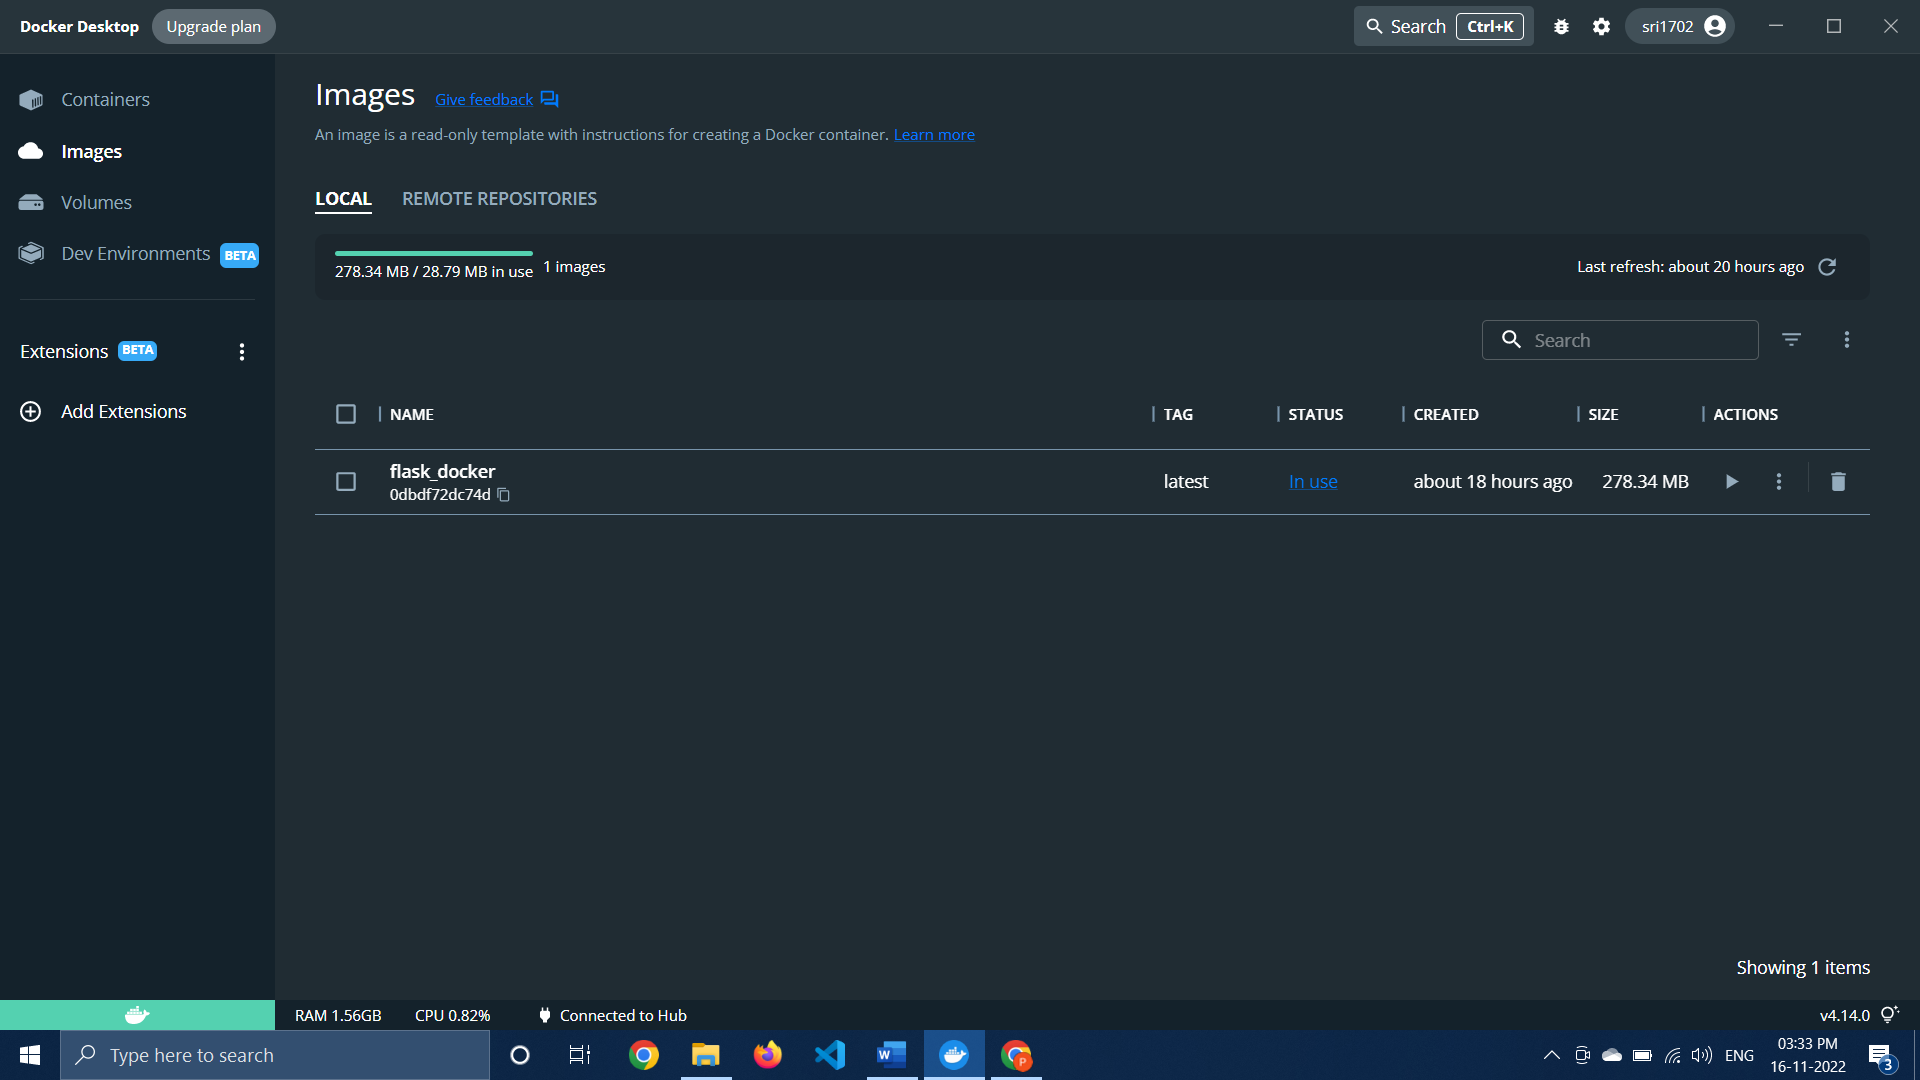 Docker Desktop Upgrade plan Search Ctrl+K sri1702
Containers
Images
Volumes
Dev Environments BETA
Extensions BETA
Add Extensions
Images Give feedback
An image is a read-only template with instructions for creating a Docker container. Learn more
LOCAL REMOTE REPOSITORIES
278.34 MB / 28.79 MB in use 1 images Last refresh: about 20 hours ago
Search
NAME TAG STATUS CREATED SIZE ACTIONS
flask_docker latest In use about 18 hours ago 278.34 MB
0dbdf72dc74d
Showing 1 items
RAM 1.56GB CPU 0.82% Connected to Hub v4.14.0
Type here to search W P ENG 03:33 PM
16-11-2022 3